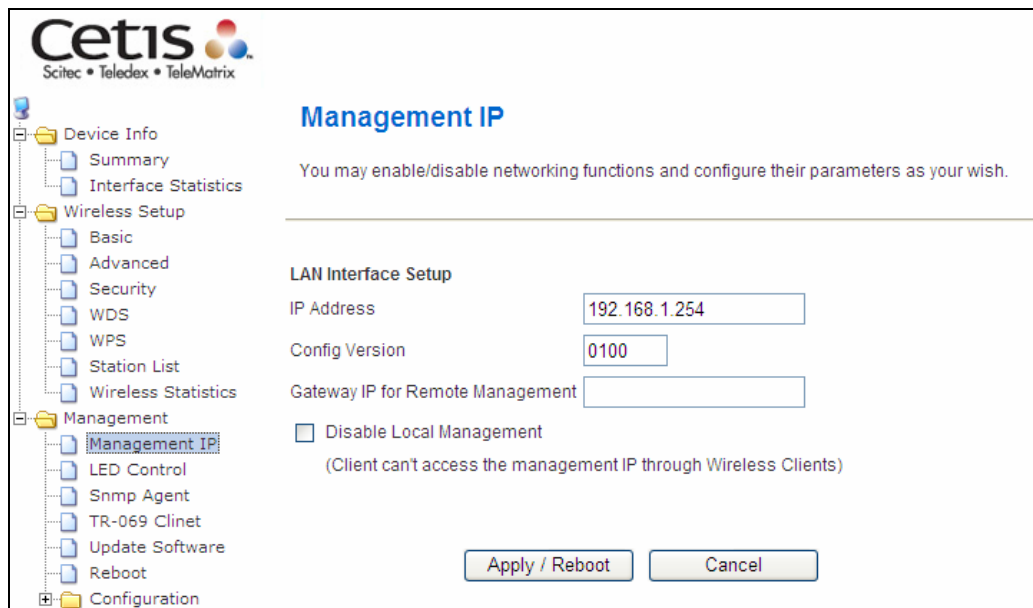 Cetis
™
Scitec • Teledex • TeleMatrix
Device Info
Summary
Interface Statistics
Wireless Setup
Basic
Advanced
Security
WDS
WPS
Station List
Wireless Statistics
Management
Management IP
LED Control
Snmp Agent
TR-069 Clinet
Update Software
Reboot
Configuration
Management IP
You may enable/disable networking functions and configure their parameters as your wish.
LAN Interface Setup
IP Address 192.168.1.254
Config Version 0100
Gateway IP for Remote Management
Disable Local Management
(Client can't access the management IP through Wireless Clients)
Apply / Reboot Cancel